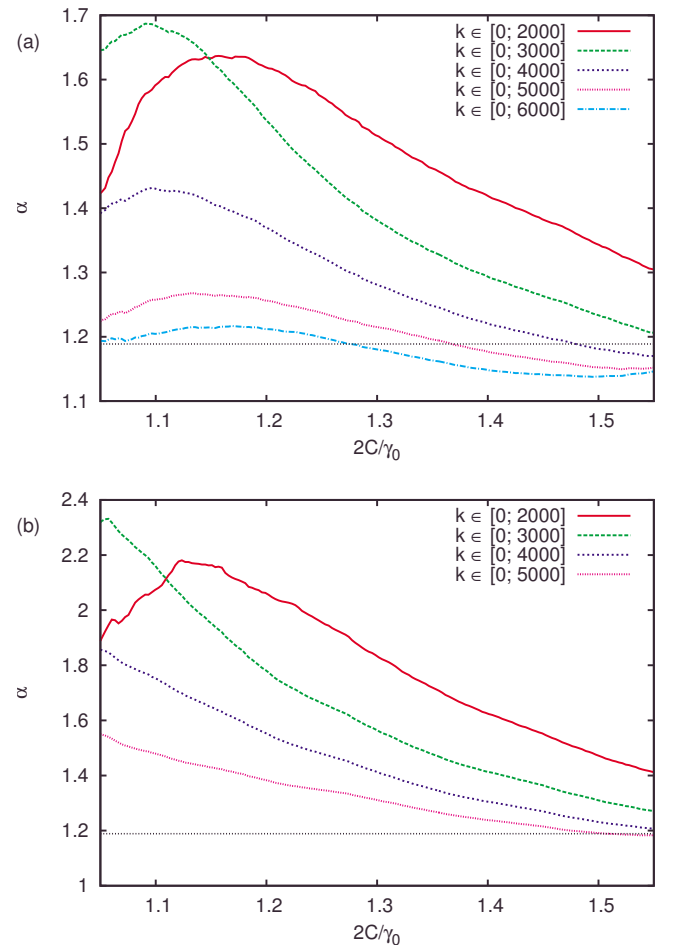 (a)
1.7
1.6
1.5
1.4
1.3
1.2
1.1
α
k ∈ [0; 2000]
k ∈ [0; 3000]
k ∈ [0; 4000]
k ∈ [0; 5000]
k ∈ [0; 6000]
1.1 1.2 1.3 1.4 1.5
2C/γ₀
(b)
2.4
2.2
2
1.8
1.6
1.4
1.2
1
α
k ∈ [0; 2000]
k ∈ [0; 3000]
k ∈ [0; 4000]
k ∈ [0; 5000]
1.1 1.2 1.3 1.4 1.5
2C/γ₀